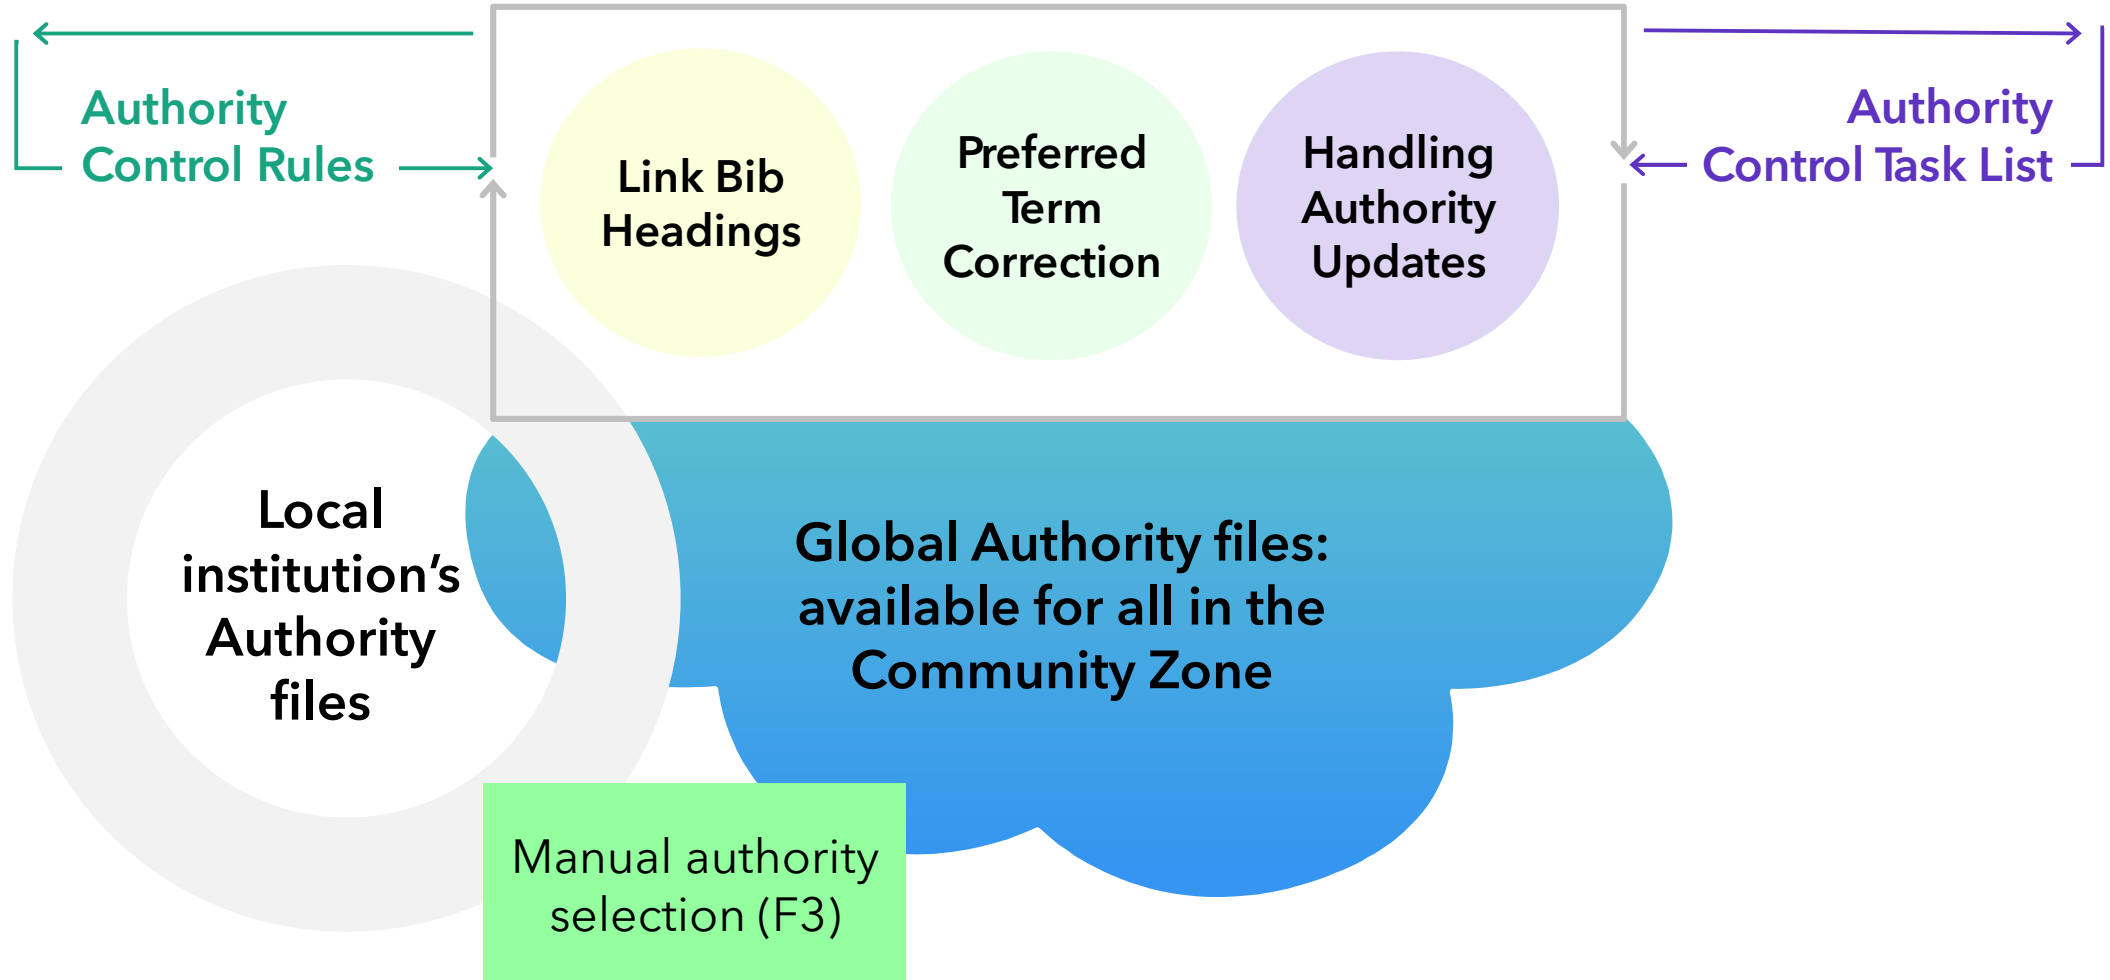 Authority
Control Rules
Link Bib
Headings
Preferred
Term
Correction
Handling
Authority
Updates
Authority
Control Task List
Local
institution’s
Authority
files
Global Authority files:
available for all in the
Community Zone
Manual authority
selection (F3)